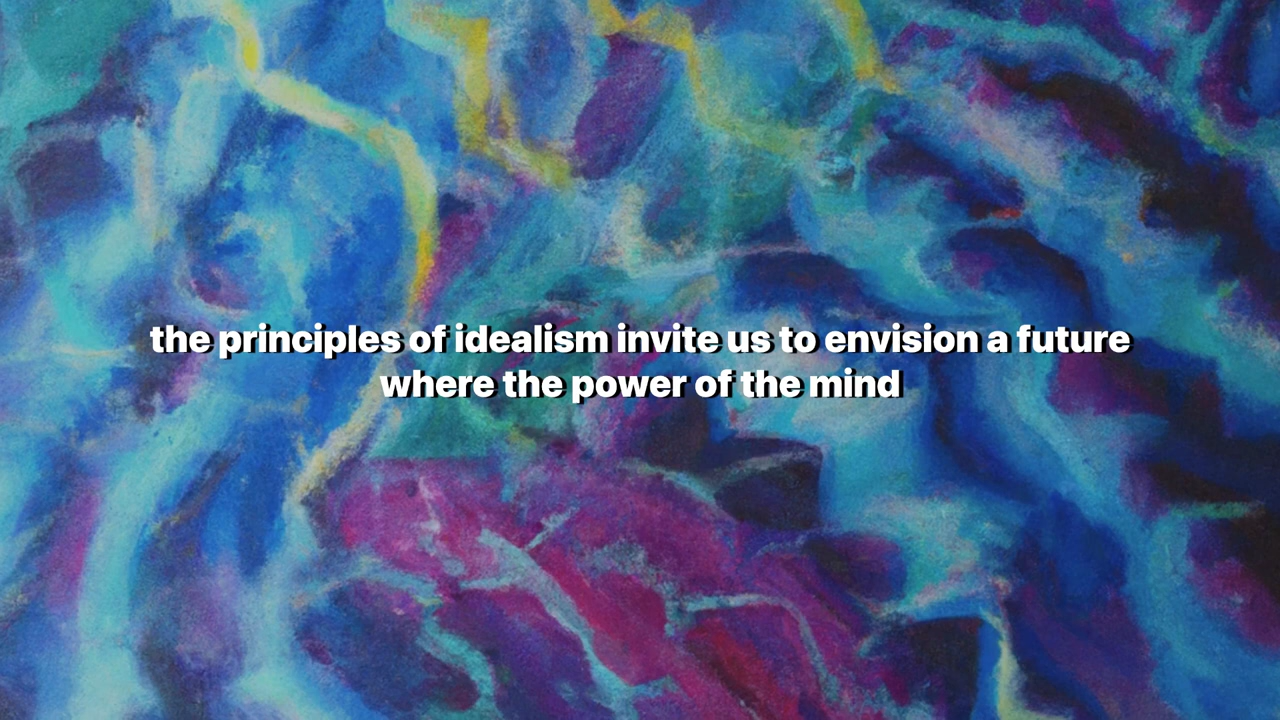 the principles of idealism invite us to envision a future
where the power of the mind